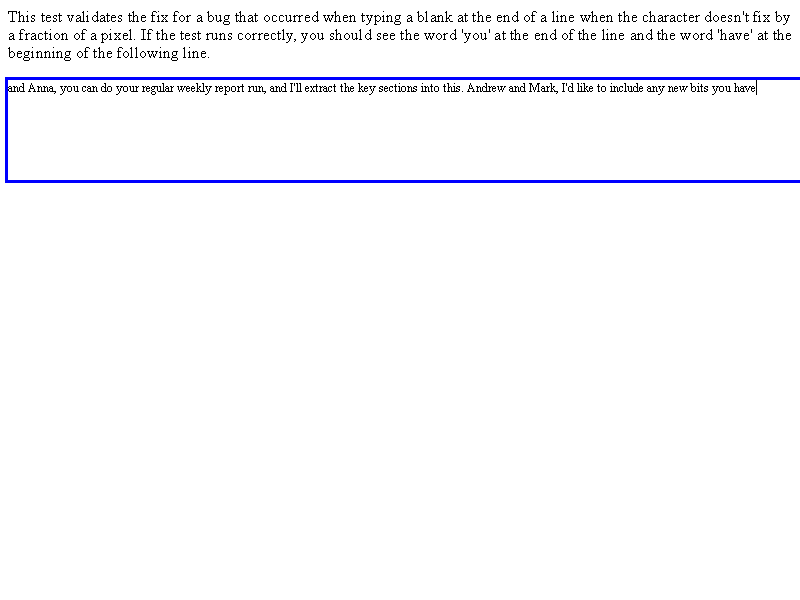 This test validates the fix for a bug that occurred when typing a blank at the end of a line when the character doesn't fix by
a fraction of a pixel. If the test runs correctly, you should see the word 'you' at the end of the line and the word 'have' at the
beginning of the following line.
and Anna, you can do your regular weekly report run, and I'll extract the key sections into this. Andrew and Mark, I'd like to include any new bits you have